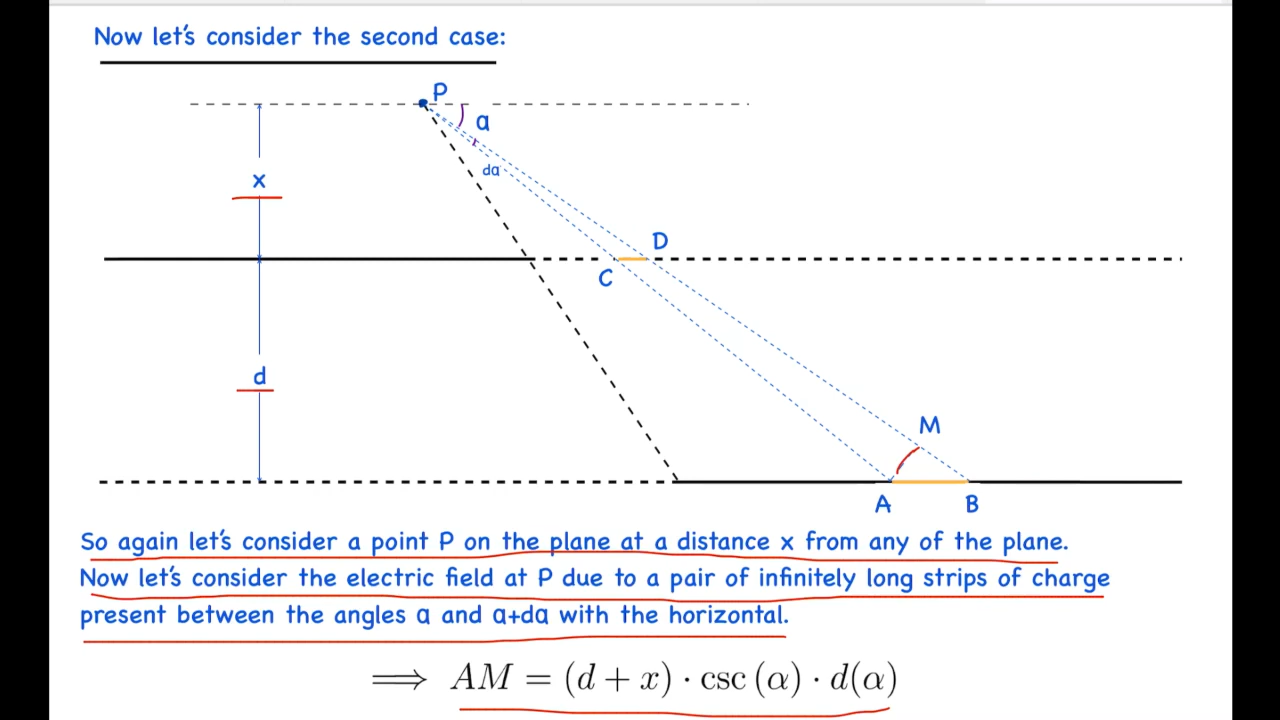 Now let's consider the second case:
P
a
da
x
D
C
d
M
A B
So again let's consider a point P on the plane at a distance x from any of the plane.
Now let's consider the electric field at P due to a pair of infinitely long strips of charge
present between the angles a and a+da with the horizontal.
⟹ AM = (d + x) · csc (α) · d(α)